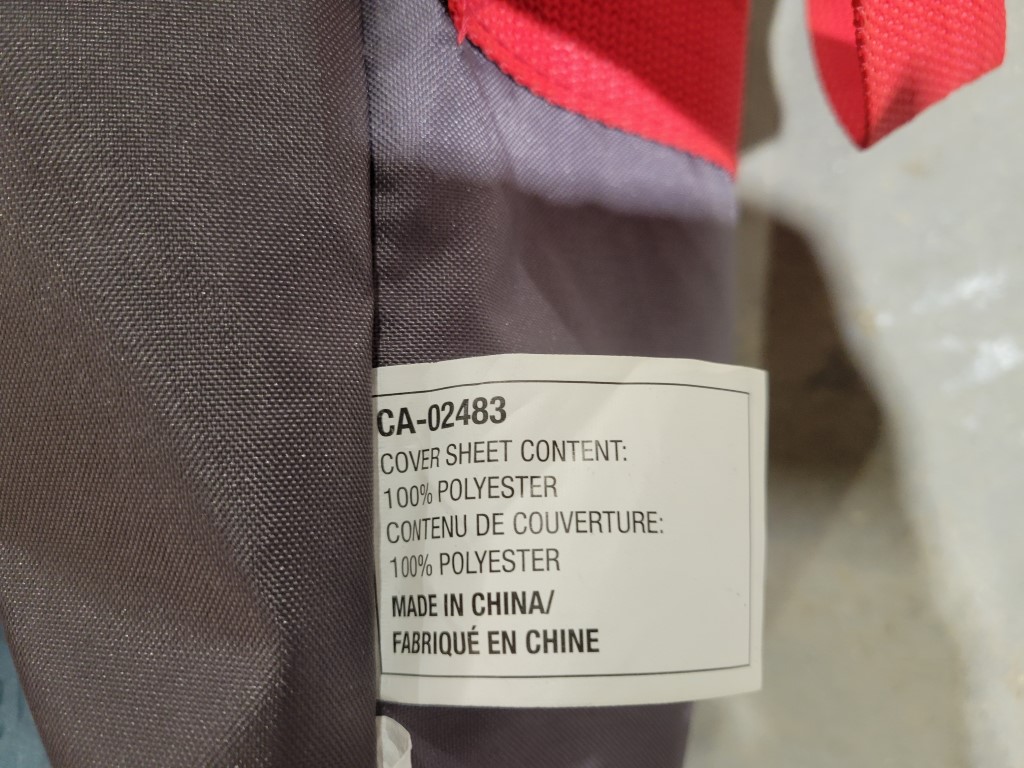 CA-02483
COVER SHEET CONTENT:
100% POLYESTER
CONTENU DE COUVERTURE:
100% POLYESTER
MADE IN CHINA/
FABRIQUÉ EN CHINE